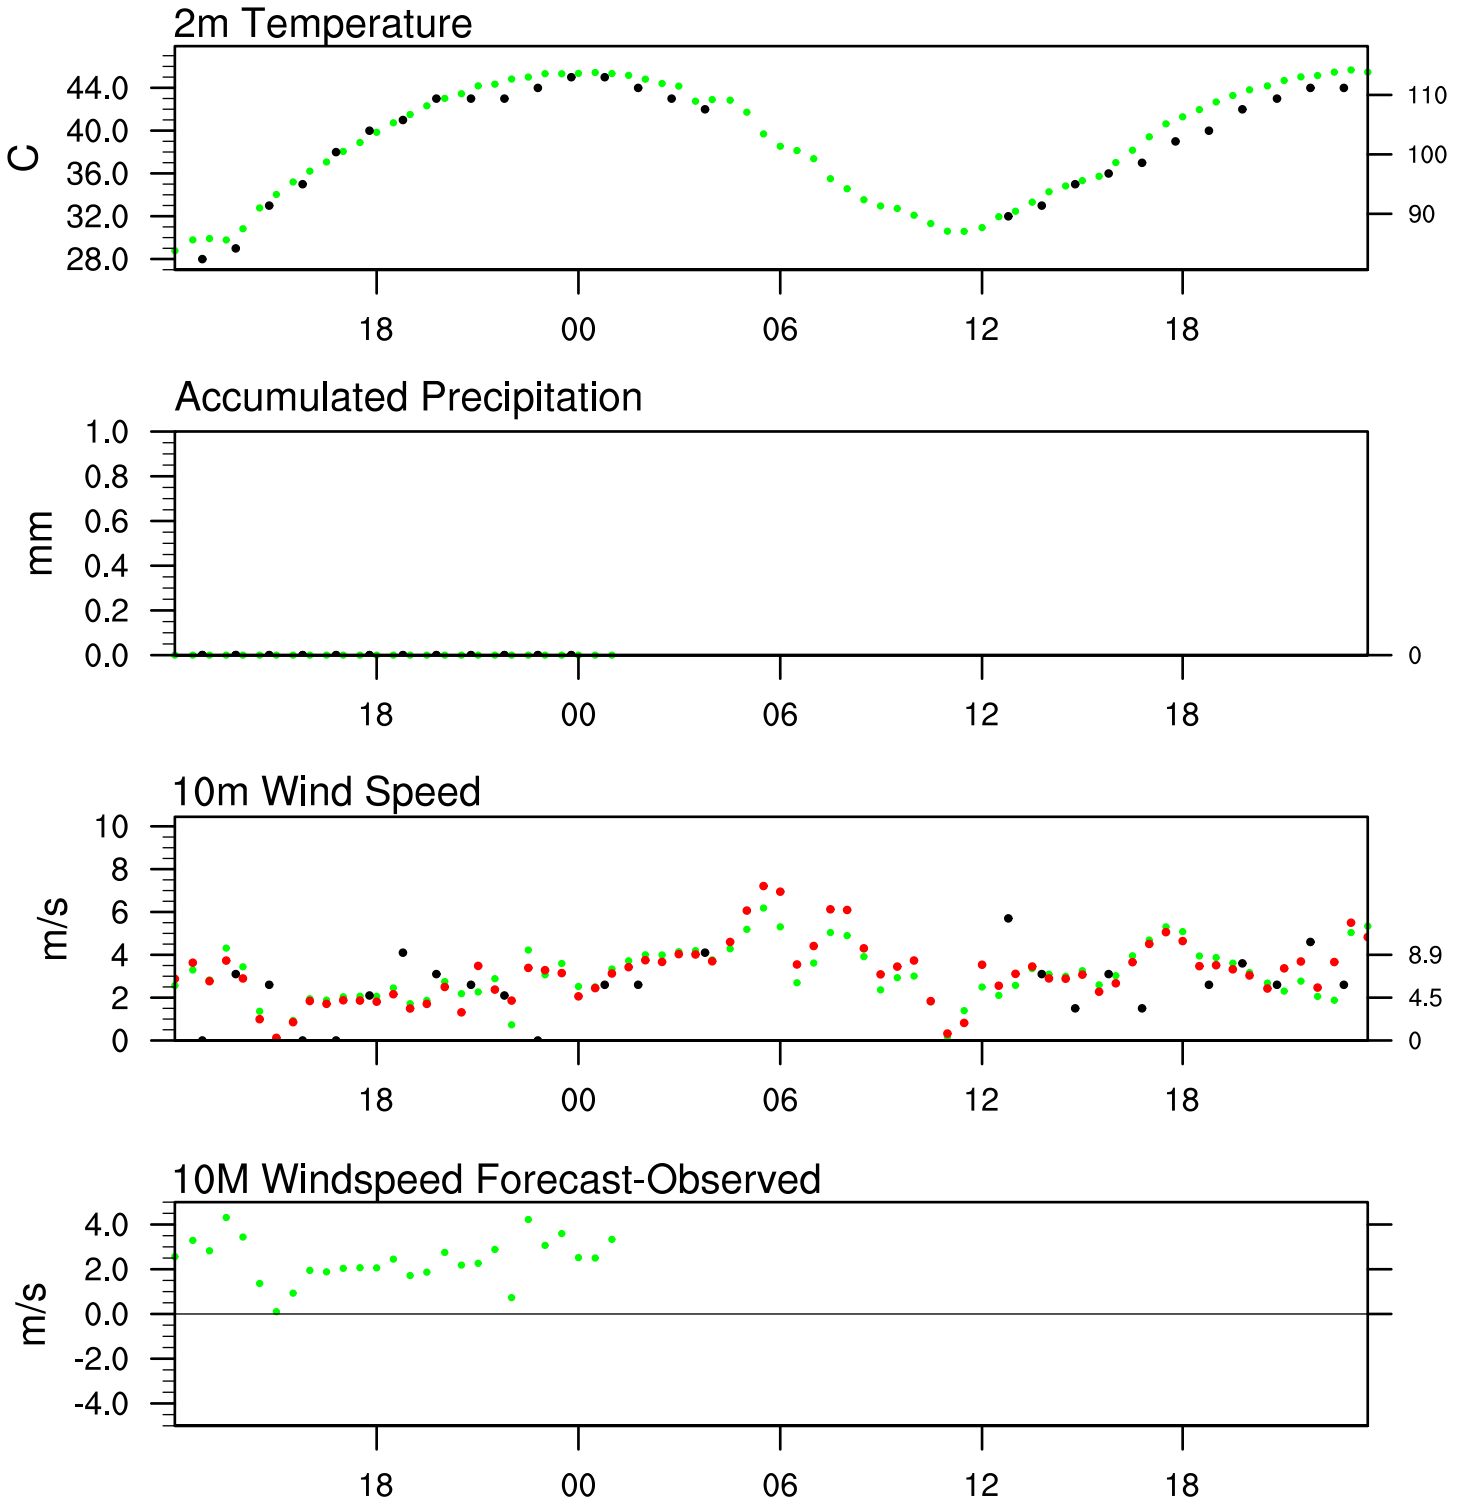 2m Temperature
44.0
40.0
36.0
32.0
28.0
C
110
100
90
18 00 06 12 18
Accumulated Precipitation
1.0
0.8
0.6
0.4
0.2
0.0
mm
0
18 00 06 12 18
10m Wind Speed
10
8
6
4
2
0
m/s
8.9
4.5
0
18 00 06 12 18
10M Windspeed Forecast-Observed
4.0
2.0
0.0
-2.0
-4.0
m/s
18 00 06 12 18